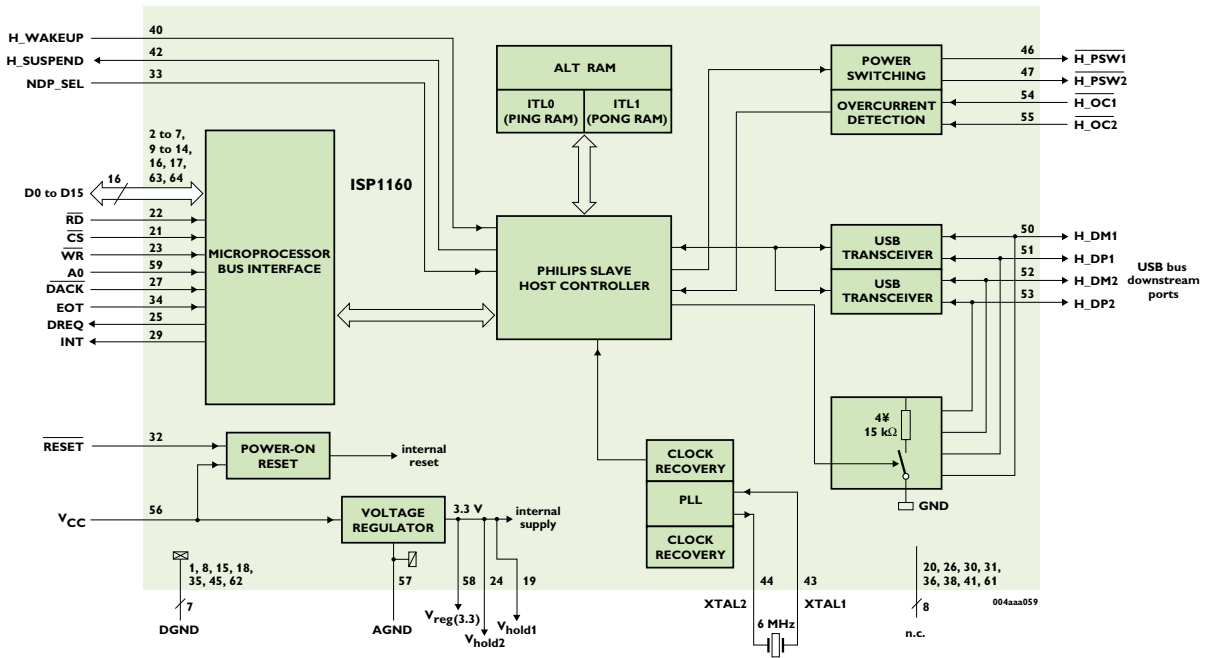 H_WAKEUP
40
H_SUSPEND
42
NDP_SEL
33
ALT RAM
ITL0
(PING RAM)
ITL1
(PONG RAM)
POWER
SWITCHING
OVERCURRENT
DETECTION
46
H_PSW1
47
H_PSW2
54
H_OC1
55
H_OC2
2 to 7,
9 to 14,
16, 17,
63, 64
D0 to D15
16
ISP1160
RD
22
CS
21
WR
23
A0
59
DACK
27
EOT
34
DREQ
25
INT
29
MICROPROCESSOR
BUS INTERFACE
PHILIPS SLAVE
HOST CONTROLLER
USB
TRANSCEIVER
USB
TRANSCEIVER
50
H_DM1
51
H_DP1
52
H_DM2
53
H_DP2
USB bus
downstream
ports
4¥
15 kΩ
GND
RESET
32
POWER-ON
RESET
internal
reset
VCC
56
VOLTAGE
REGULATOR
3.3 V
internal
supply
CLOCK
RECOVERY
PLL
CLOCK
RECOVERY
1, 8, 15, 18,
35, 45, 62
7
DGND
57
AGND
58
24
19
Vreg(3.3)
Vhold2
Vhold1
44
43
XTAL2
XTAL1
6 MHz
20, 26, 30, 31,
36, 38, 41, 61
8
n.c.
004aaa059